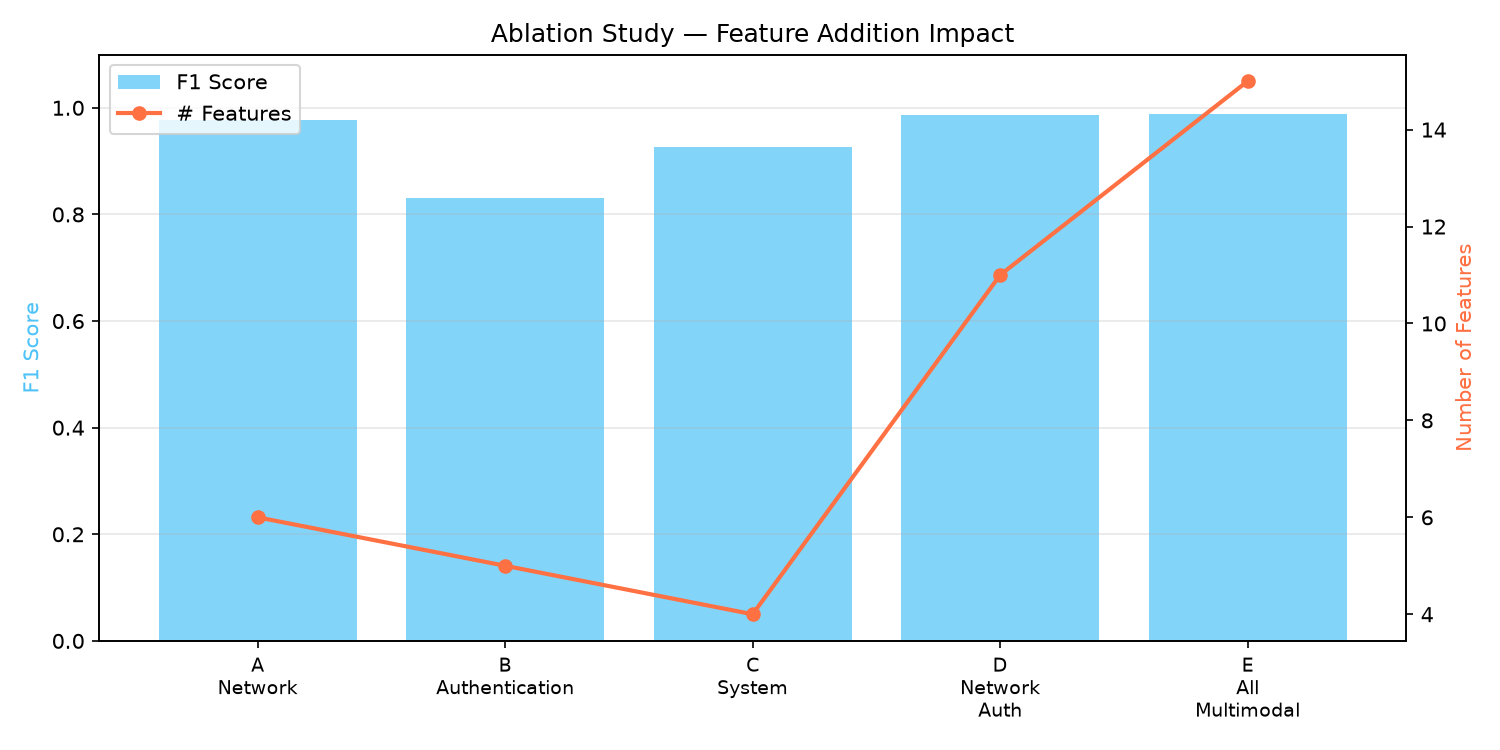 Ablation Study — Feature Addition Impact
F1 Score
# Features
1.0
0.8
0.6
0.4
0.2
0.0
F1 Score
14
12
10
8
6
4
Number of Features
A
Network
B
Authentication
C
System
D
Network
Auth
E
All
Multimodal